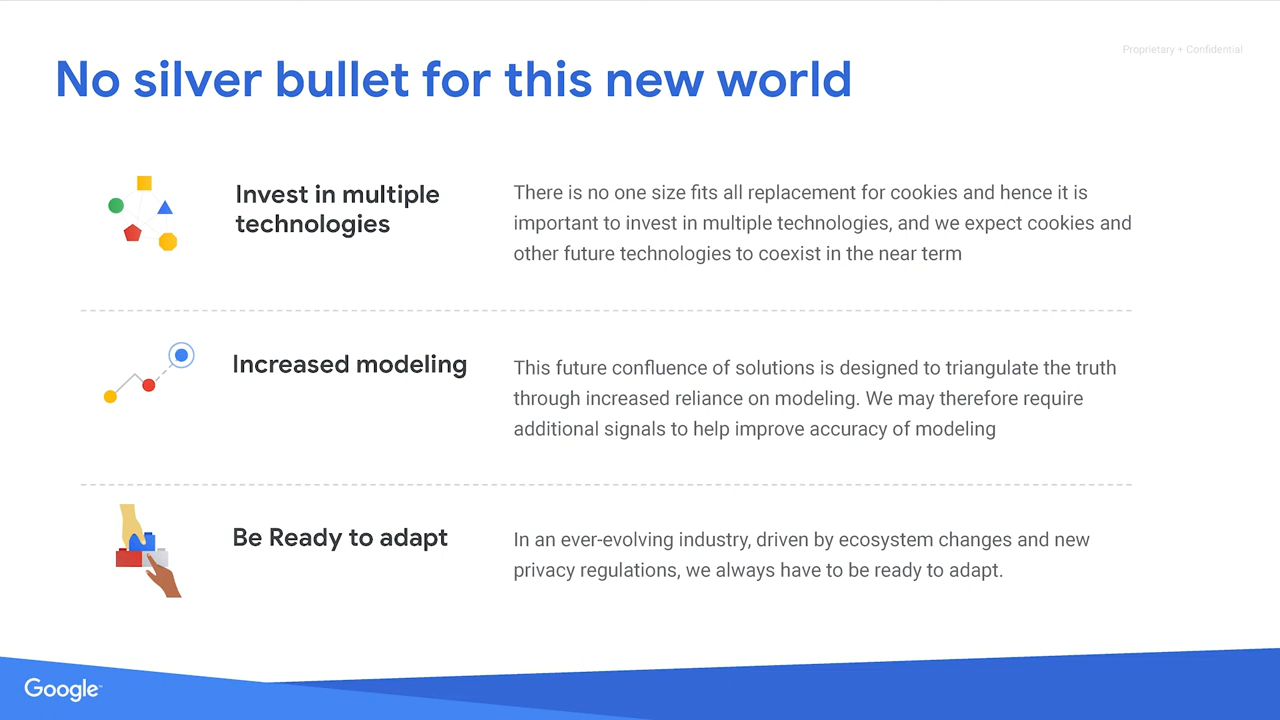 Proprietary + Confidential
No silver bullet for this new world
Invest in multiple
technologies
There is no one size fits all replacement for cookies and hence it is
important to invest in multiple technologies, and we expect cookies and
other future technologies to coexist in the near term
Increased modeling
This future confluence of solutions is designed to triangulate the truth
through increased reliance on modeling. We may therefore require
additional signals to help improve accuracy of modeling
Be Ready to adapt
In an ever-evolving industry, driven by ecosystem changes and new
privacy regulations, we always have to be ready to adapt.
Google